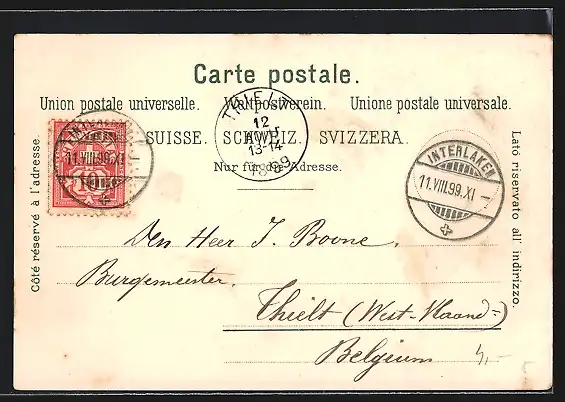 Carte postale.
Union postale universelle. Weltpostverein. Unione postale universale.
SUISSE. SCHWEIZ. SVIZZERA.
Nur für die Adresse.
Côté réservé à l'adresse.
Lato riservato all' indirizzo.
INTERLAKEN
11.VIII.99.XI
10
THIELT
12
13-14
1899
INTERLAKEN
11.VIII.99.XI
Den Heer J. Boone,
Burgemeester,
Thielt (West-Vlaand:)
Belgium